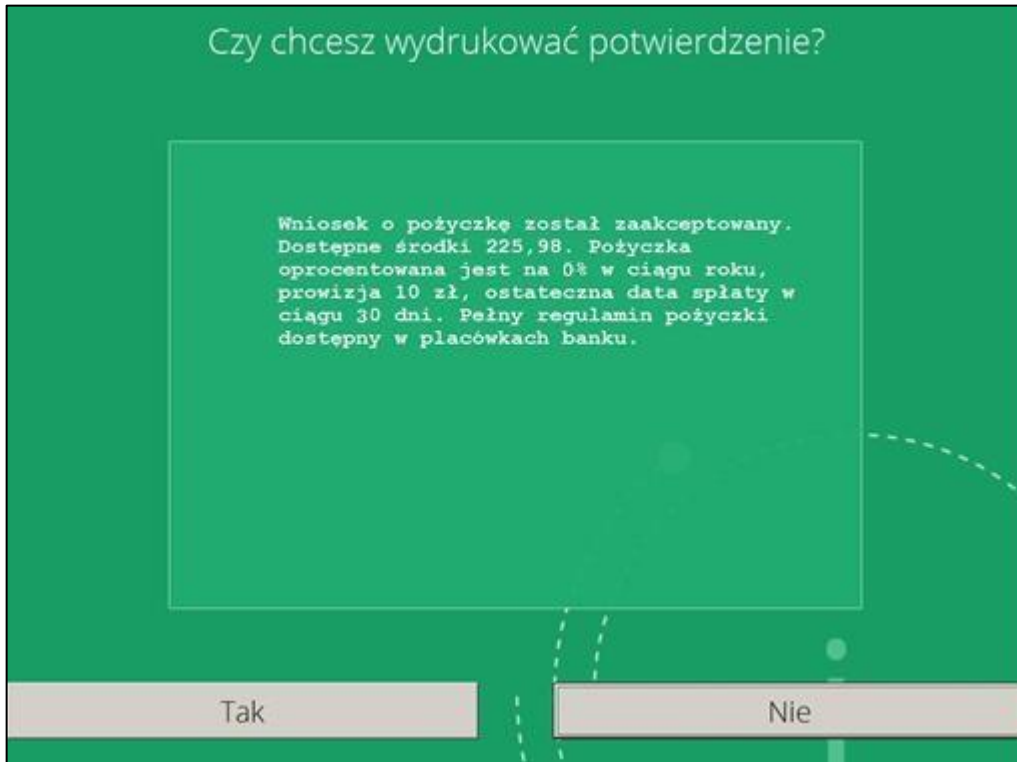 Czy chcesz wydrukować potwierdzenie?
Wniosek o pożyczkę został zaakceptowany.
Dostępne środki 225,98. Pożyczka
oprocentowana jest na 0% w ciągu roku,
prowizja 10 zł, ostateczna data spłaty w
ciągu 30 dni. Pełny regulamin pożyczki
dostępny w placówkach banku.
Tak
Nie